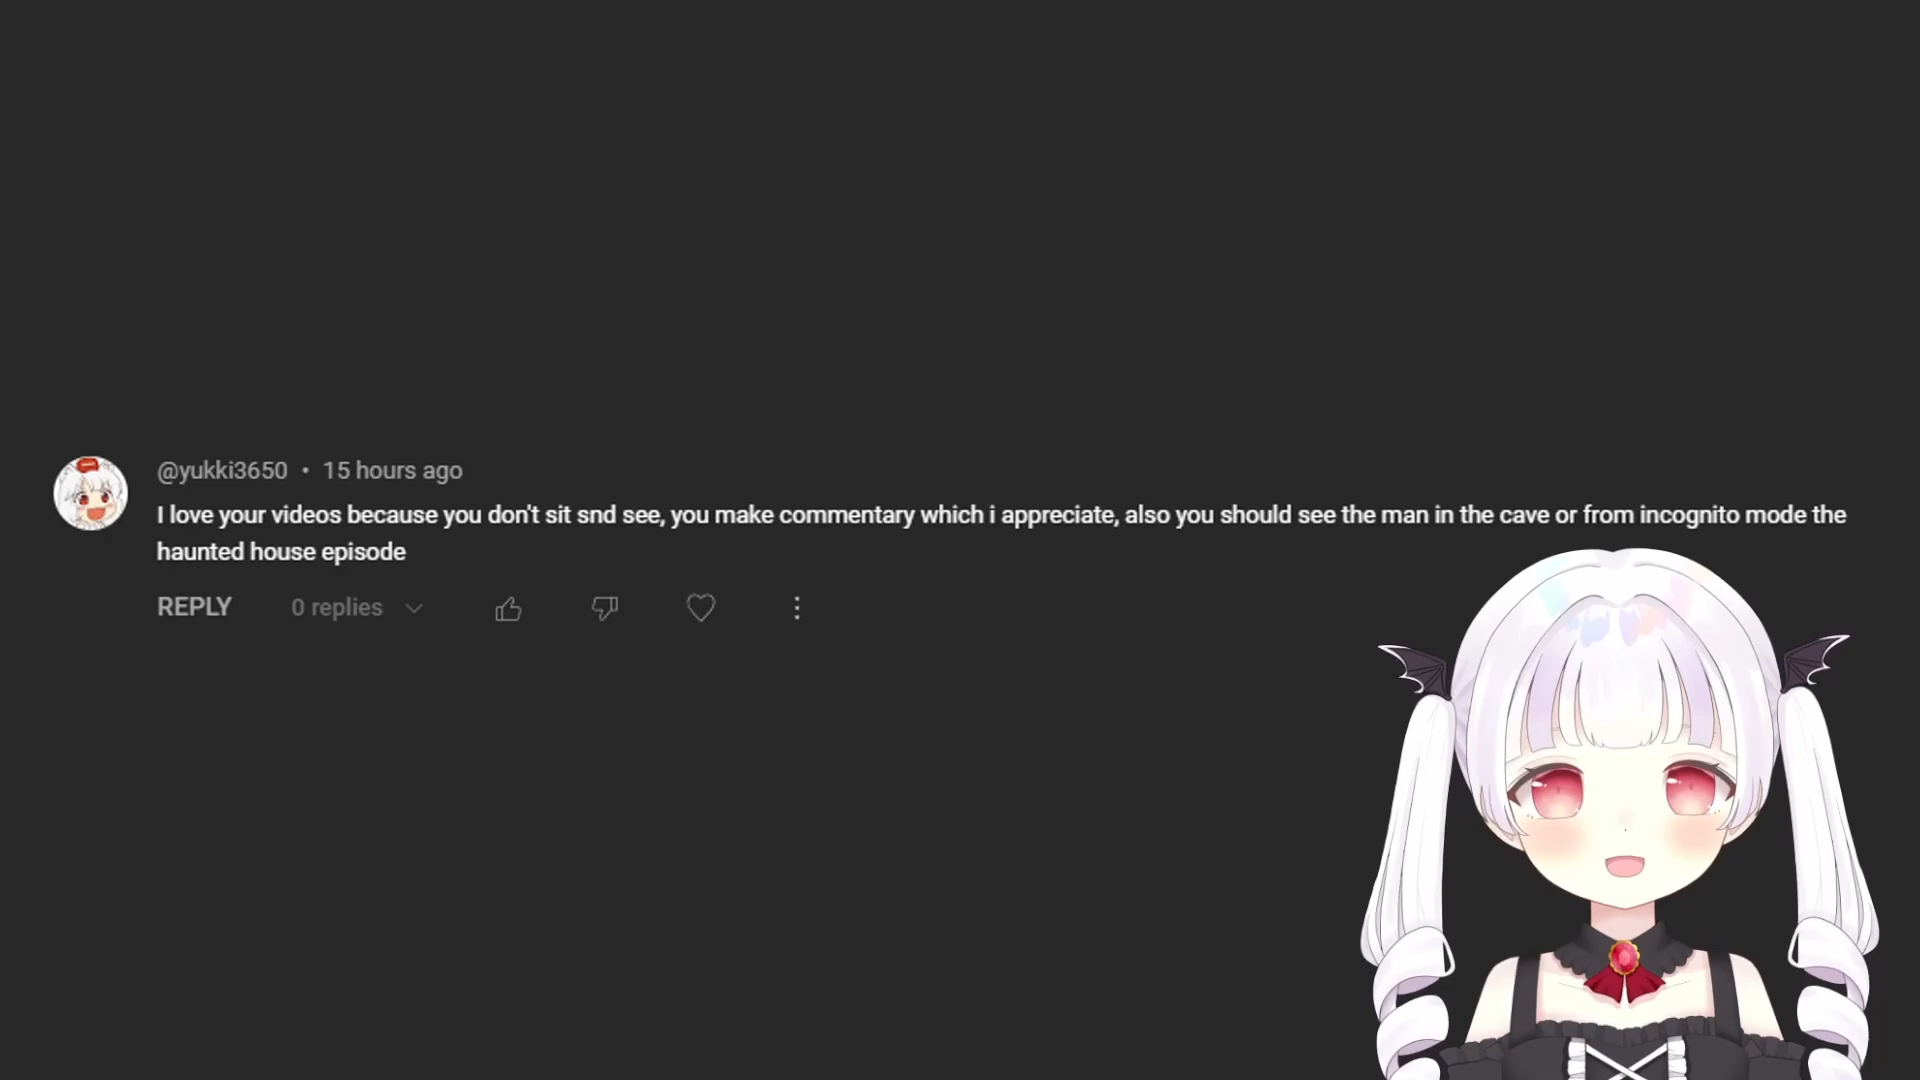 @yukki3650 • 15 hours ago
I love your videos because you don't sit snd see, you make commentary which i appreciate, also you should see the man in the cave or from incognito mode the
haunted house episode
REPLY 0 replies